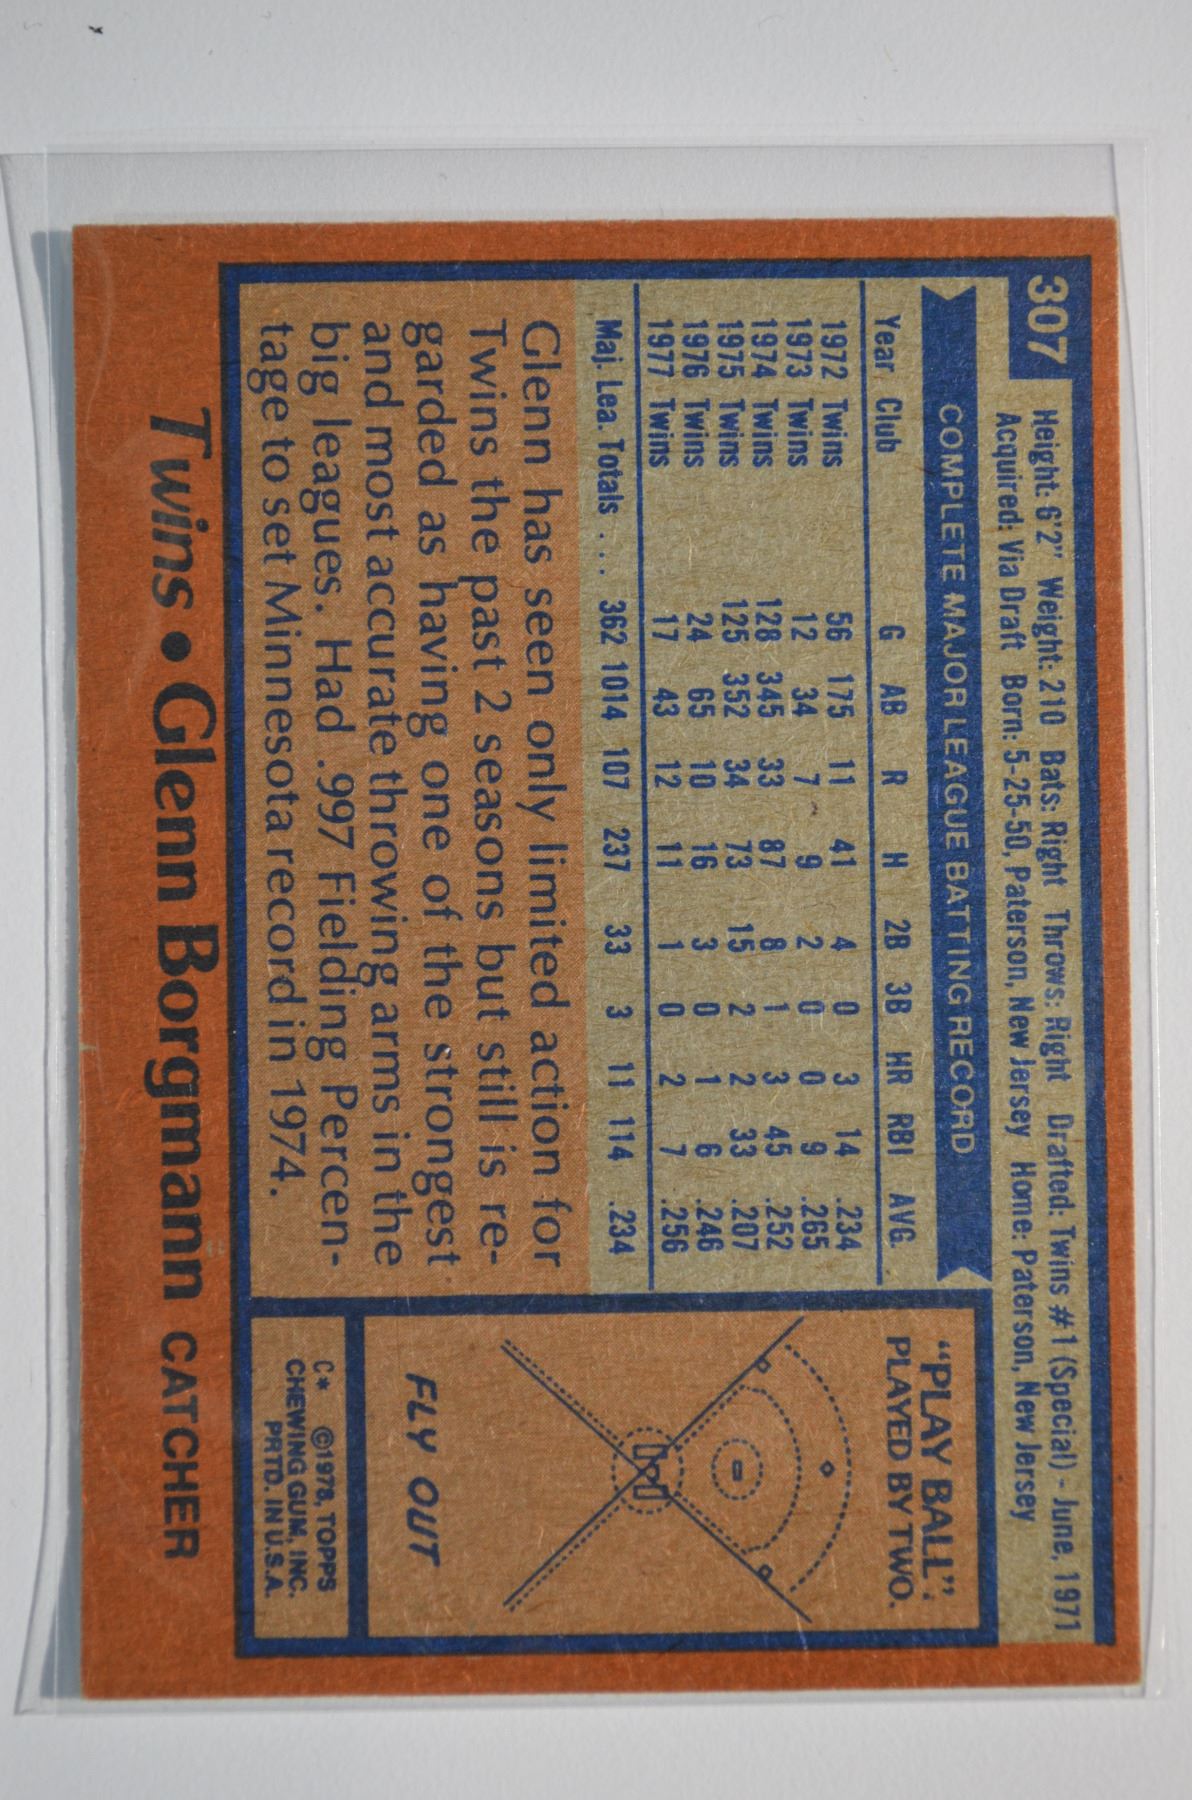 307
Height: 6'2" Weight: 210 Bats: Right Throws: Right Drafted: Twins #1 (Special) - June, 1971
Acquired: Via Draft Born: 5-25-50, Paterson, New Jersey Home: Paterson, New Jersey
COMPLETE MAJOR LEAGUE BATTING RECORD
Year Club G AB R H 2B 3B HR RBI AVG.
1972 Twins 56 175 11 41 4 0 3 14 .234
1973 Twins 12 34 7 9 2 0 0 9 .265
1974 Twins 128 345 33 87 8 1 3 45 .252
1975 Twins 125 352 34 73 15 2 2 33 .207
1976 Twins 24 65 10 16 3 0 1 6 .246
1977 Twins 17 43 12 11 1 0 2 7 .256
Maj. Lea. Totals . . . 362 1014 107 237 33 3 11 114 .234
Glenn has seen only limited action for
Twins the past 2 seasons but still is re-
garded as having one of the strongest
and most accurate throwing arms in the
big leagues. Had .997 Fielding Percen-
tage to set Minnesota record in 1974.
"PLAY BALL":
PLAYED BY TWO.
FLY OUT
C* ©1978, TOPPS
CHEWING GUM, INC.
PRTD. IN U.S.A.
Twins • Glenn Borgmann CATCHER